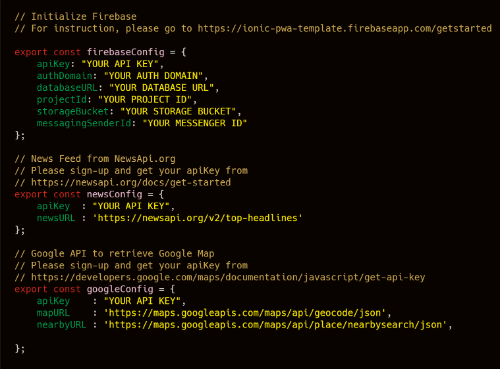 // Initialize Firebase
// For instruction, please go to https://ionic-pwa-template.firebaseapp.com/getstarted
export const firebaseConfig = {
apiKey: "YOUR API KEY",
authDomain: "YOUR AUTH DOMAIN",
databaseURL: "YOUR DATABASE URL",
projectId: "YOUR PROJECT ID",
storageBucket: "YOUR STORAGE BUCKET",
messagingSenderId: "YOUR MESSENGER ID"
};
// News Feed from NewsApi.org
// Please sign-up and get your apiKey from
// https://newsapi.org/docs/get-started
export const newsConfig = {
apiKey  : "YOUR API KEY",
newsURL : 'https://newsapi.org/v2/top-headlines'
};
// Google API to retrieve Google Map
// Please sign-up and get your apiKey from
// https://developers.google.com/maps/documentation/javascript/get-api-key
export const googleConfig = {
apiKey    : "YOUR API KEY",
mapURL    : 'https://maps.googleapis.com/maps/api/geocode/json',
nearbyURL : 'https://maps.googleapis.com/maps/api/place/nearbysearch/json',
};